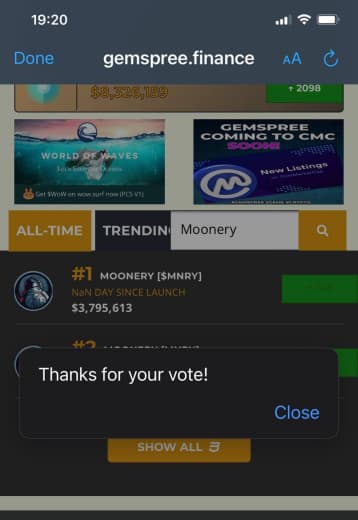 19:20
Done
gemspree.finance
AA
$8,326,159
↑ 2098
WORLD OF WAVES
Get $WoW on wow.surf now (PCS V1)
GEMSPREE
COMING TO CMC
SOON!
New Listings
ALL-TIME
TRENDIN
Moonery
#1 MOONERY [$MNRY]
NaN DAY SINCE LAUNCH
$3,795,613
#2
Thanks for your vote!
Close
SHOW ALL